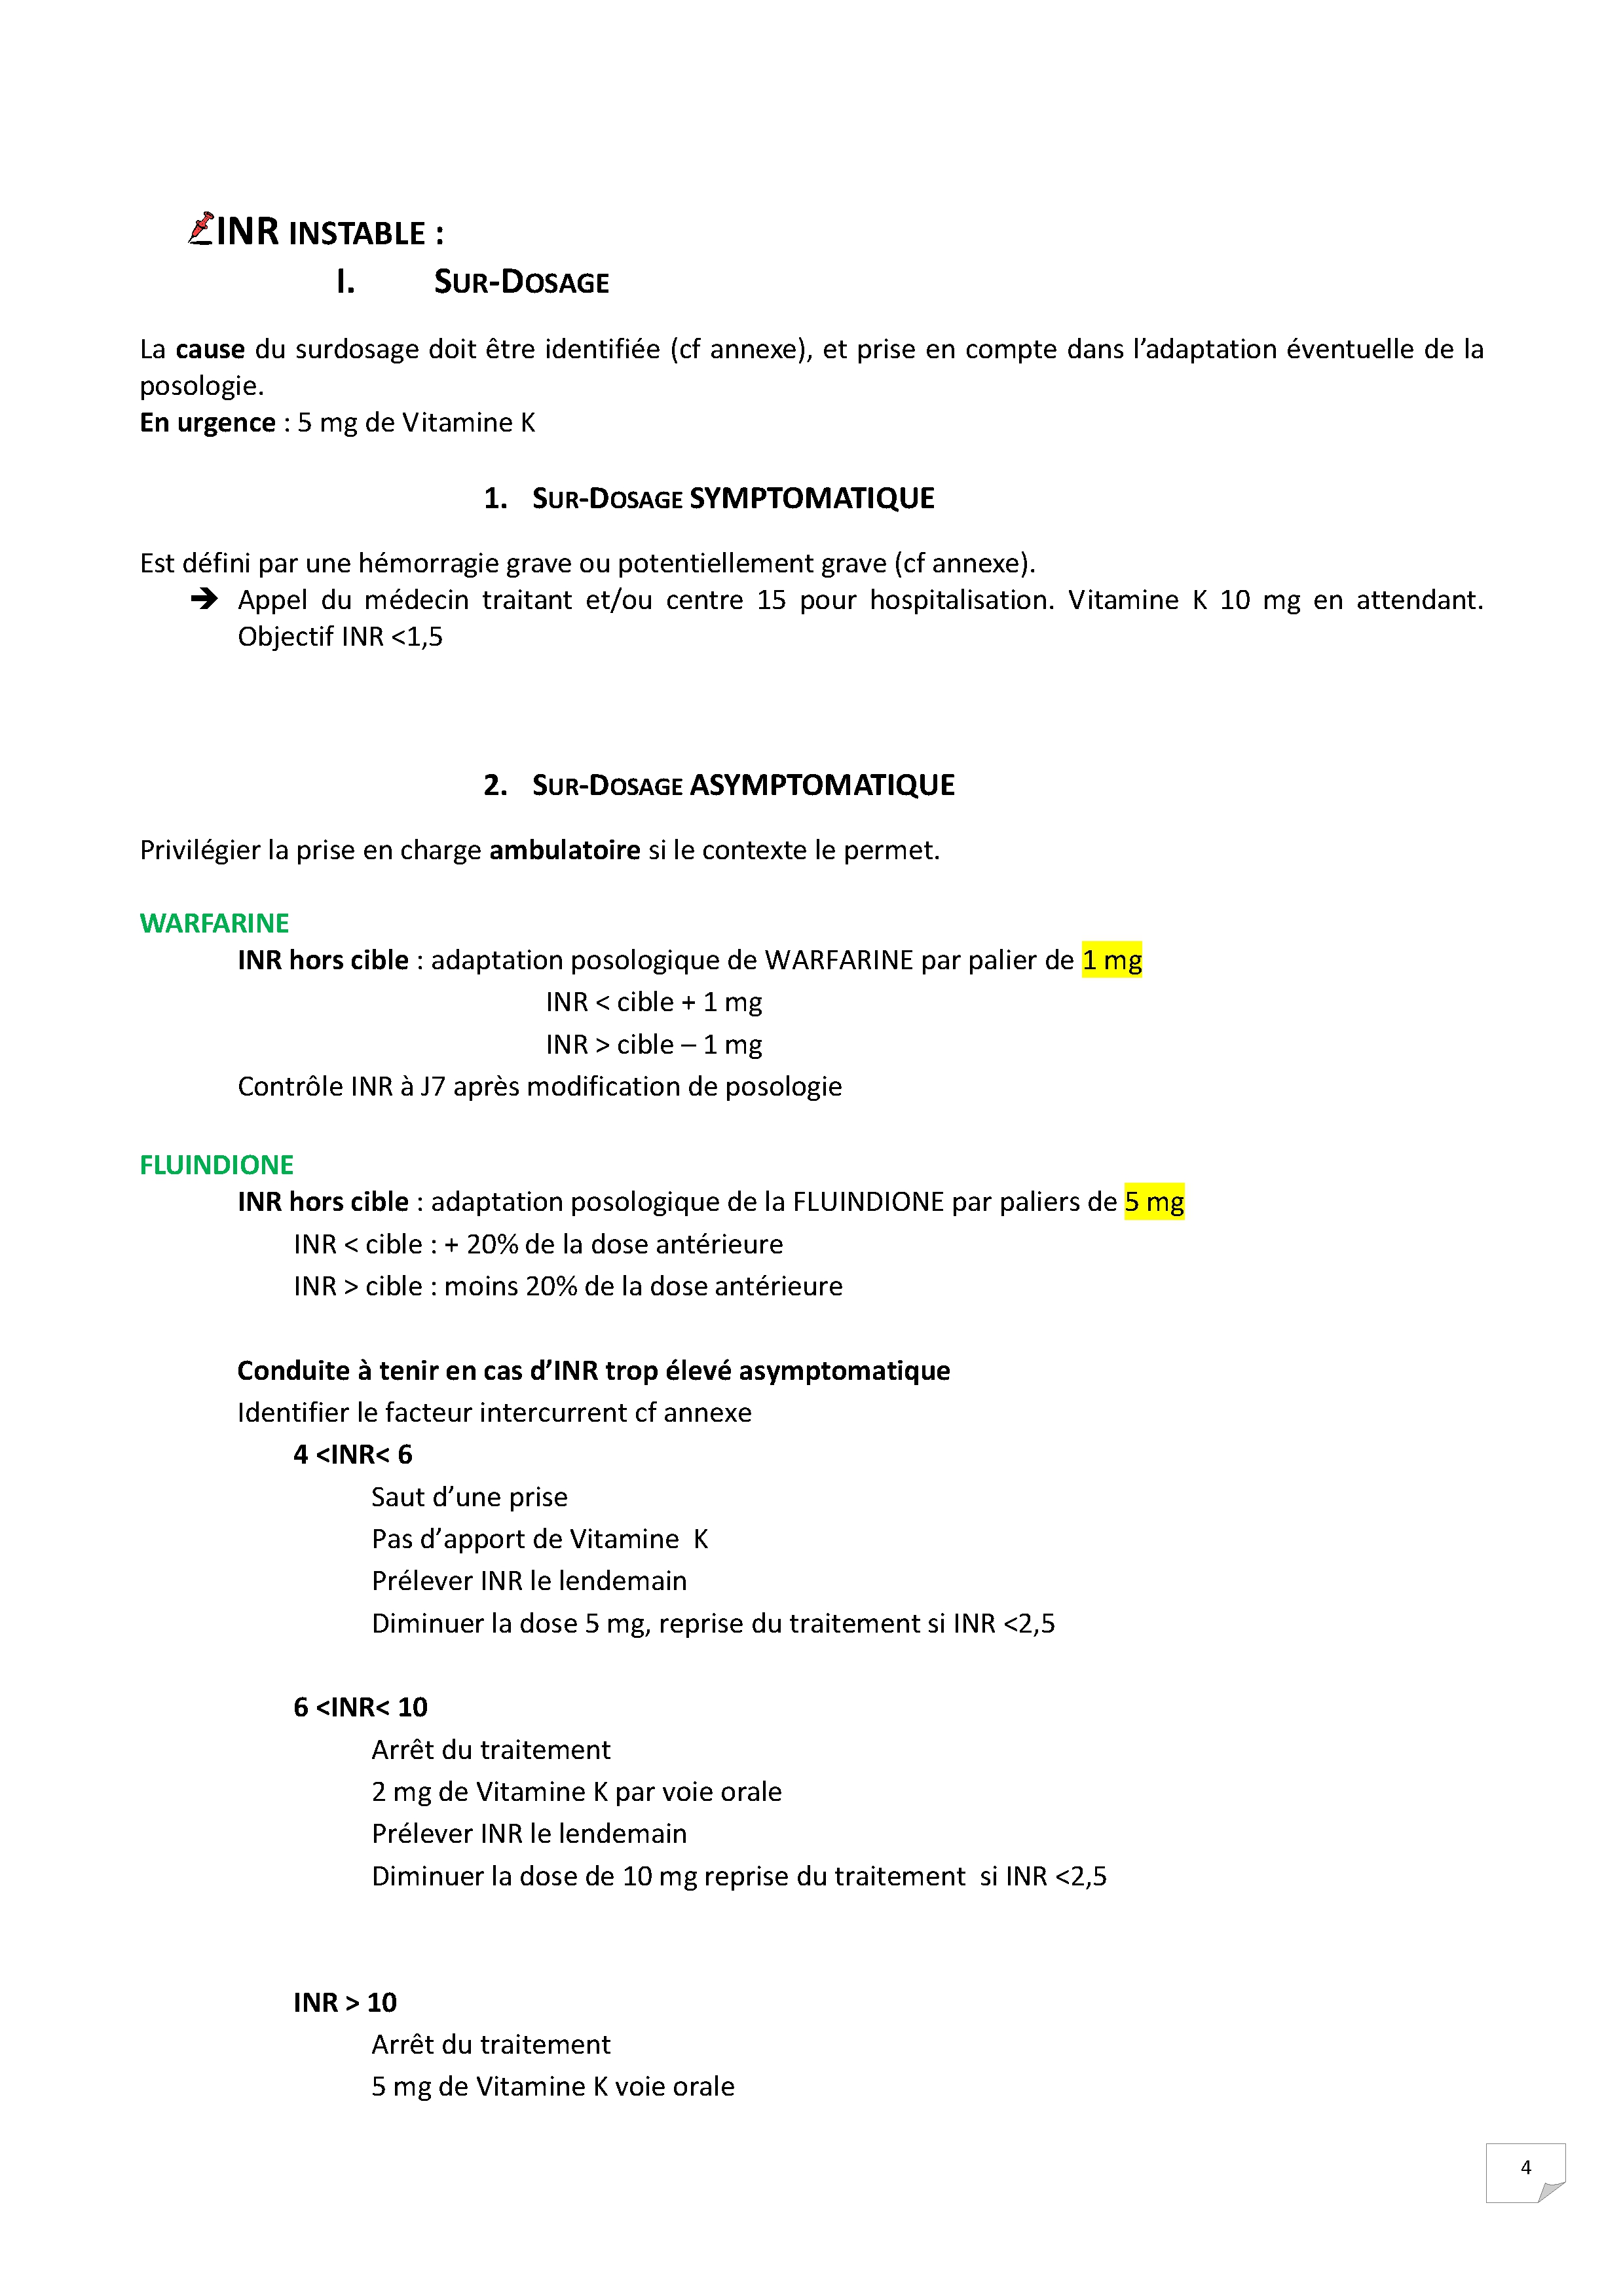 INR INSTABLE :
I. SUR-DOSAGE
La cause du surdosage doit être identifiée (cf annexe), et prise en compte dans l’adaptation éventuelle de la
posologie.
En urgence : 5 mg de Vitamine K
1. SUR-DOSAGE SYMPTOMATIQUE
Est défini par une hémorragie grave ou potentiellement grave (cf annexe).
➔ Appel du médecin traitant et/ou centre 15 pour hospitalisation. Vitamine K 10 mg en attendant.
Objectif INR <1,5
2. SUR-DOSAGE ASYMPTOMATIQUE
Privilégier la prise en charge ambulatoire si le contexte le permet.
WARFARINE
INR hors cible : adaptation posologique de WARFARINE par palier de 1 mg
INR < cible + 1 mg
INR > cible – 1 mg
Contrôle INR à J7 après modification de posologie
FLUINDIONE
INR hors cible : adaptation posologique de la FLUINDIONE par paliers de 5 mg
INR < cible : + 20% de la dose antérieure
INR > cible : moins 20% de la dose antérieure
Conduite à tenir en cas d’INR trop élevé asymptomatique
Identifier le facteur intercurrent cf annexe
4 <INR< 6
Saut d’une prise
Pas d’apport de Vitamine K
Prélever INR le lendemain
Diminuer la dose 5 mg, reprise du traitement si INR <2,5
6 <INR< 10
Arrêt du traitement
2 mg de Vitamine K par voie orale
Prélever INR le lendemain
Diminuer la dose de 10 mg reprise du traitement si INR <2,5
INR > 10
Arrêt du traitement
5 mg de Vitamine K voie orale
4